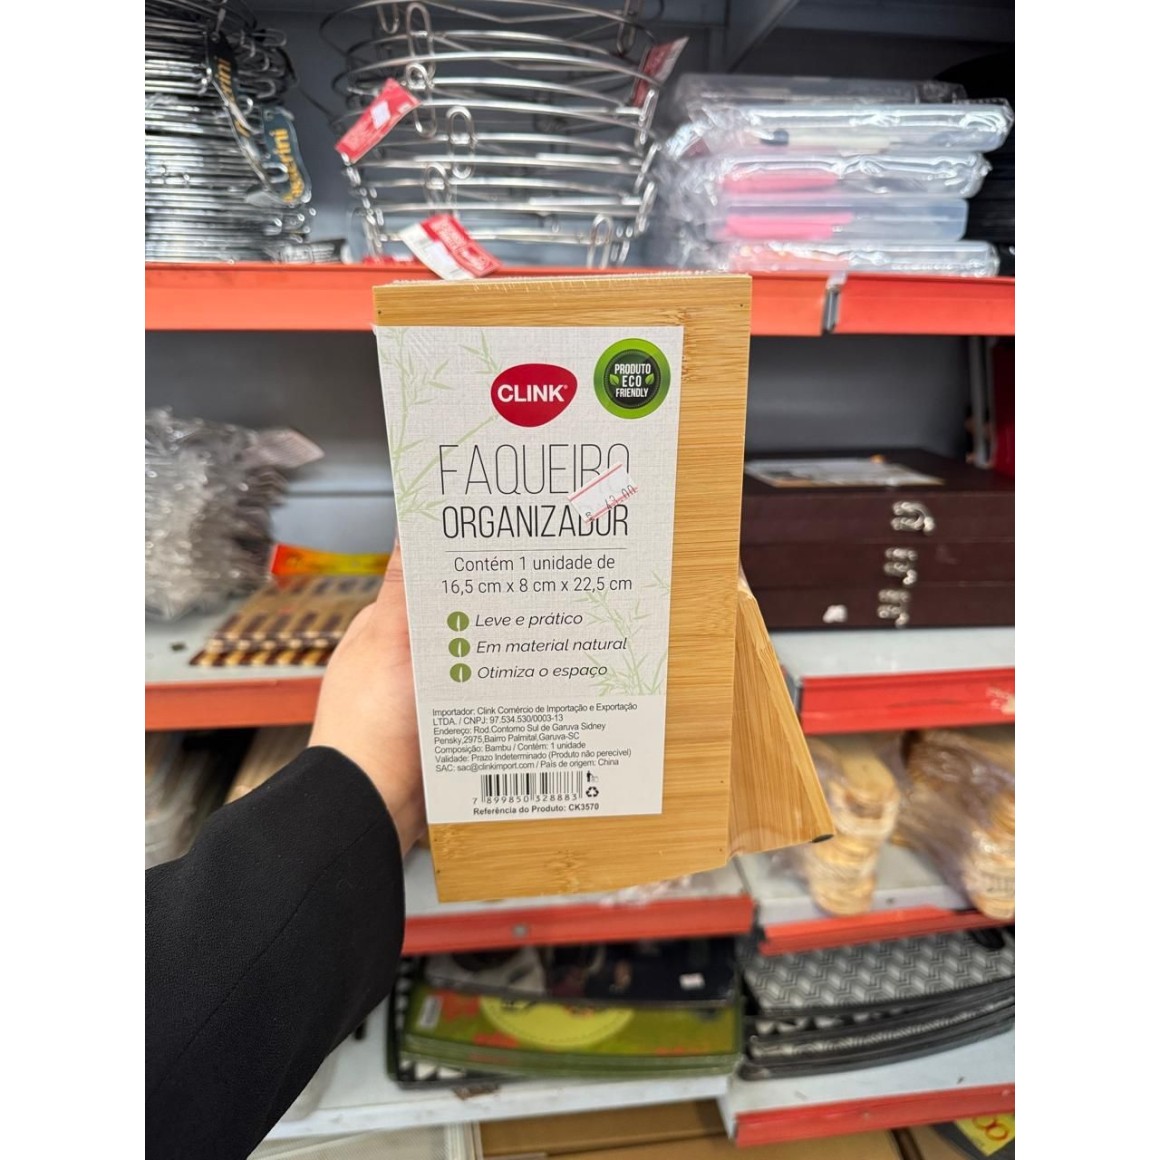 CLINK®
PRODUTO
ECO
FRIENDLY
FAQUEIRO
ORGANIZADOR
Contém 1 unidade de
16,5 cm x 8 cm x 22,5 cm
Leve e prático
Em material natural
Otimiza o espaço
Importador: Clink Comércio de Importação e Exportação
LTDA. / CNPJ: 97.534.530/0003-13
Endereço: Rod.Contorno Sul de Garuva Sidney
Pensky,2975,Bairro Palmital,Garuva-SC
Composição: Bambu / Contém: 1 unidade
Validade: Prazo Indeterminado (Produto não perecível)
SAC: sac@clinkimport.com / País de origem: China
7 899850 328883
Referência do Produto: CK3570